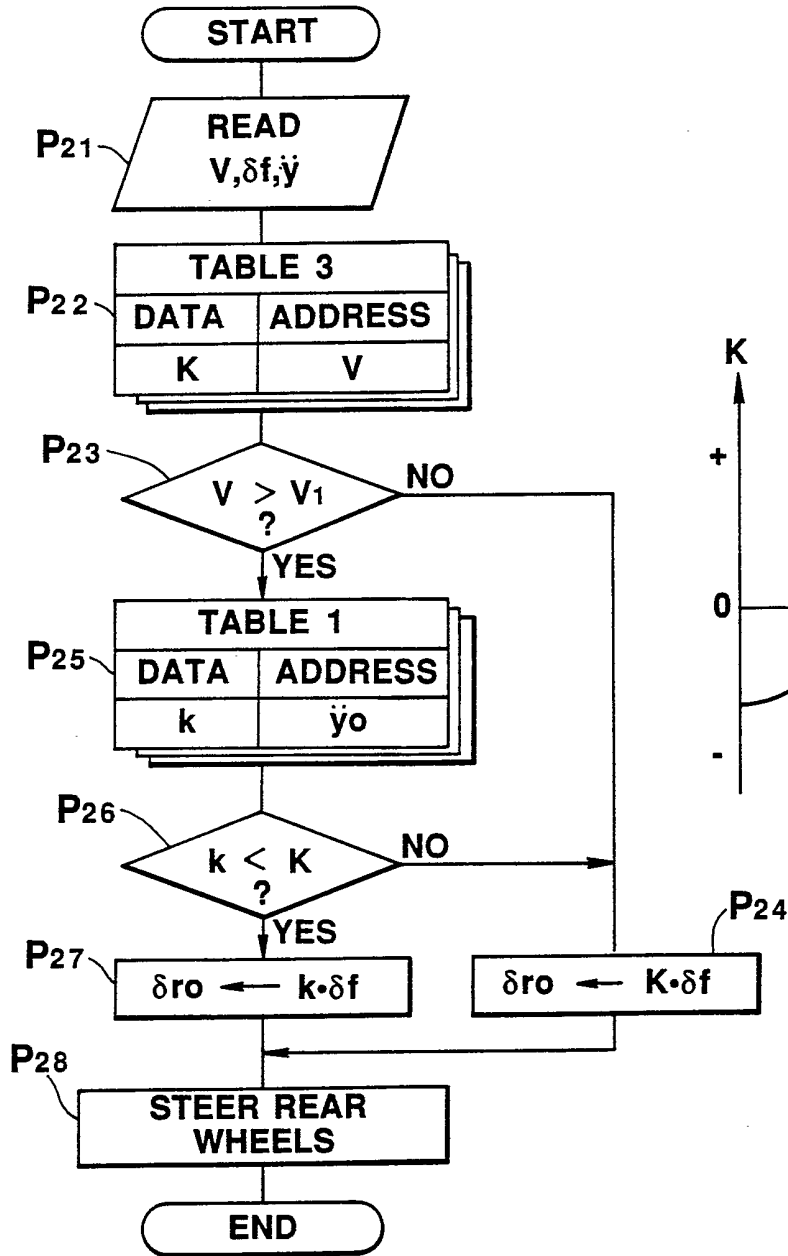 START
P21
READ
V,δf,ÿ
P22
TABLE 3
DATA ADDRESS
K V
P23
V > V1
?
NO
YES
P25
TABLE 1
DATA ADDRESS
k ÿo
P26
k < K
?
NO
YES
P27
δro ← k•δf
P24
δro ← K•δf
P28
STEER REAR
WHEELS
END
K
+
0
-